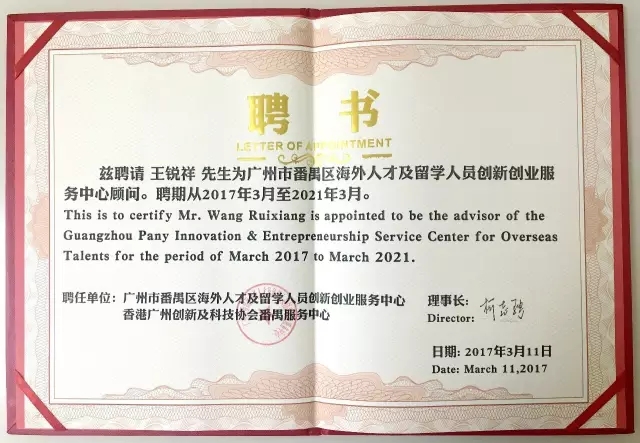 聘书
LETTER OF APPOINTMENT
兹聘请 王锐祥 先生为广州市番禺区海外人才及留学人员创新创业服
务中心顾问。聘期从2017年3月至2021年3月。
This is to certify Mr. Wang Ruixiang is appointed to be the advisor of the
Guangzhou Pany Innovation & Entrepreneurship Service Center for Overseas
Talents for the period of March 2017 to March 2021.
聘任单位：广州市番禺区海外人才及留学人员创新创业服务中心
香港广州创新及科技协会番禺服务中心
理事长：
Director:
日期: 2017年3月11日
Date: March 11,2017